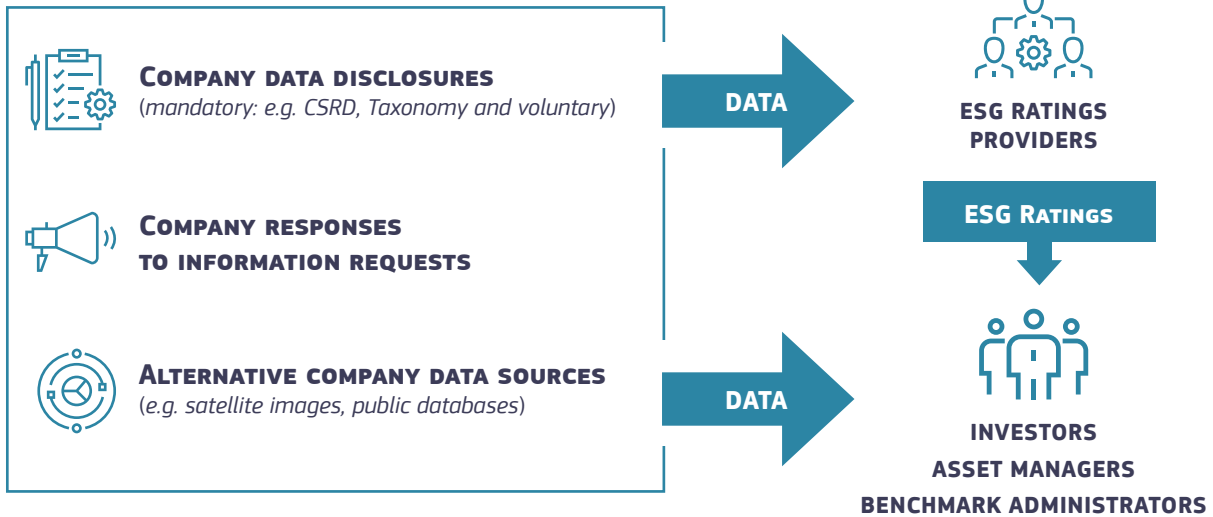 COMPANY DATA DISCLOSURES
(mandatory: e.g. CSRD, Taxonomy and voluntary)
COMPANY RESPONSES
TO INFORMATION REQUESTS
ALTERNATIVE COMPANY DATA SOURCES
(e.g. satellite images, public databases)
DATA
DATA
ESG RATINGS
PROVIDERS
ESG RATINGS
INVESTORS
ASSET MANAGERS
BENCHMARK ADMINISTRATORS